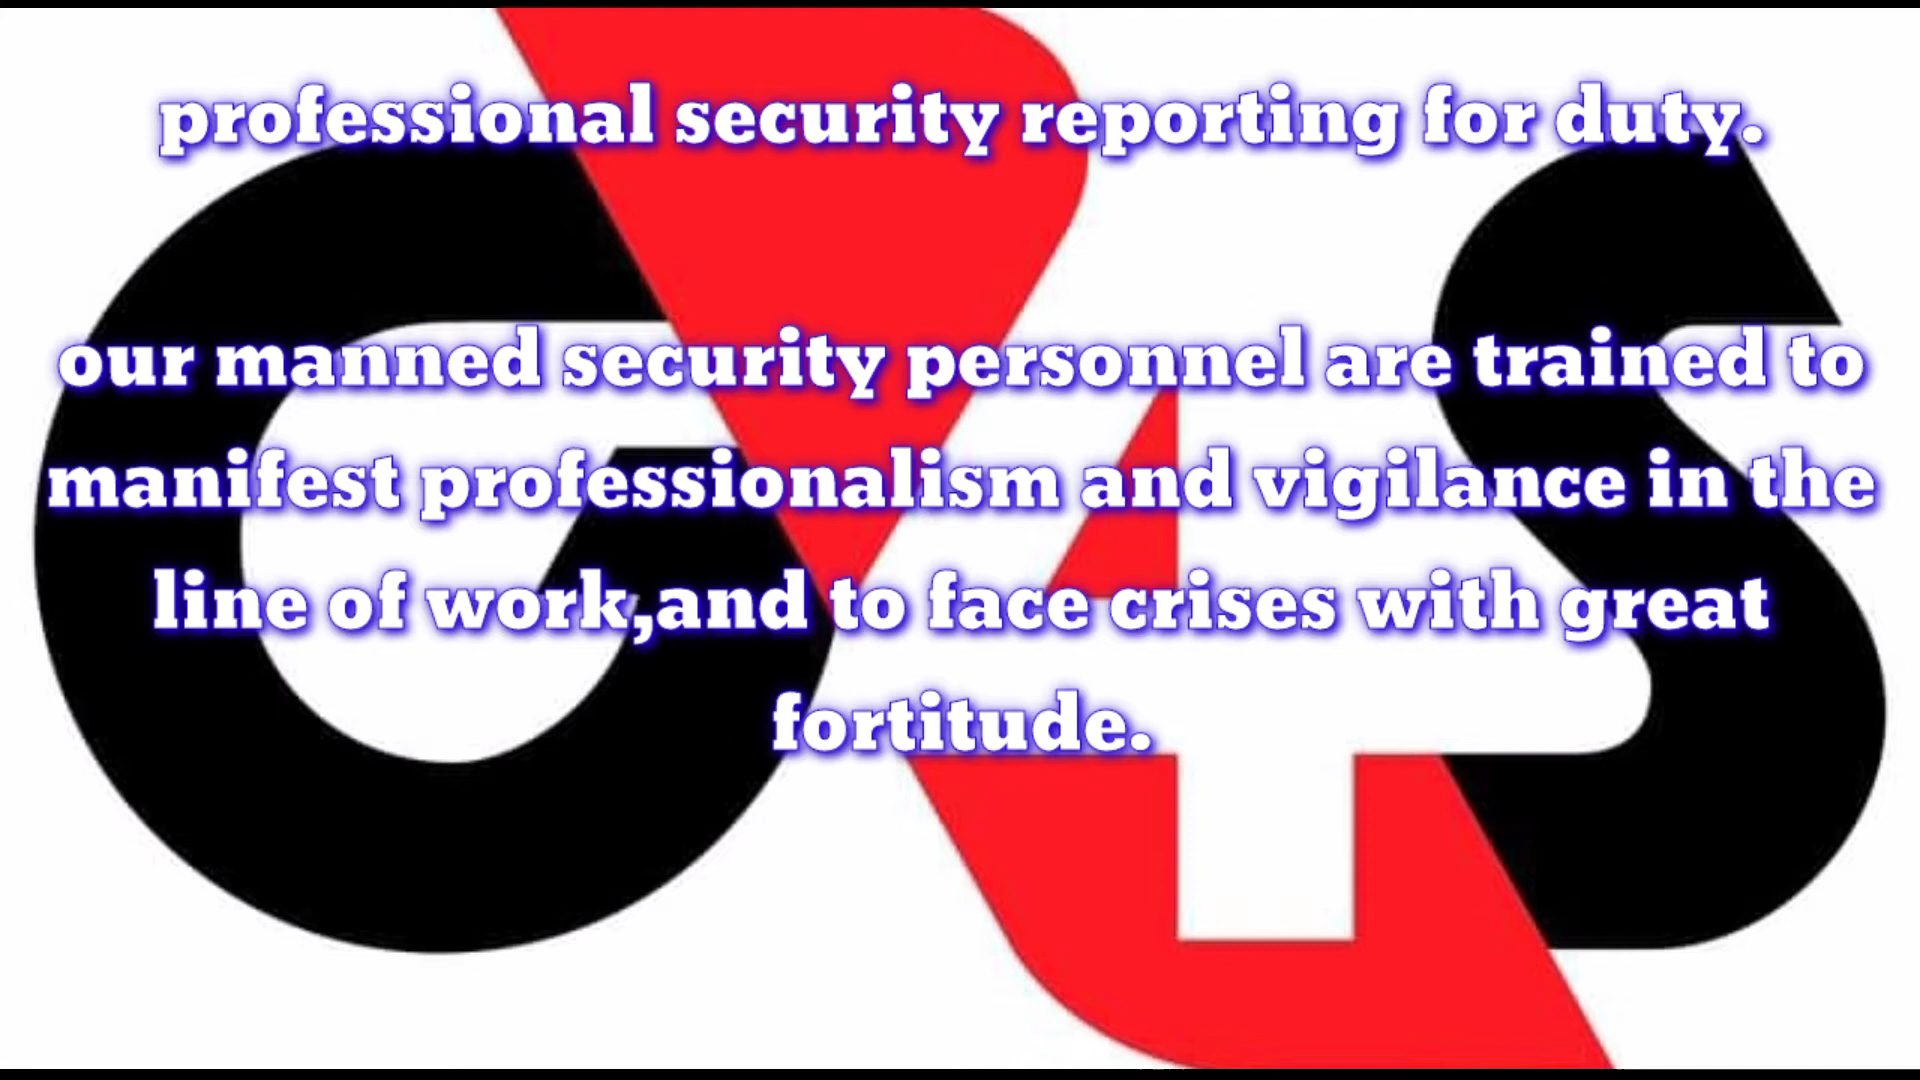 professional security reporting for duty.
our manned security personnel are trained to
manifest professionalism and vigilance in the
line of work,and to face crises with great
fortitude.
G4S